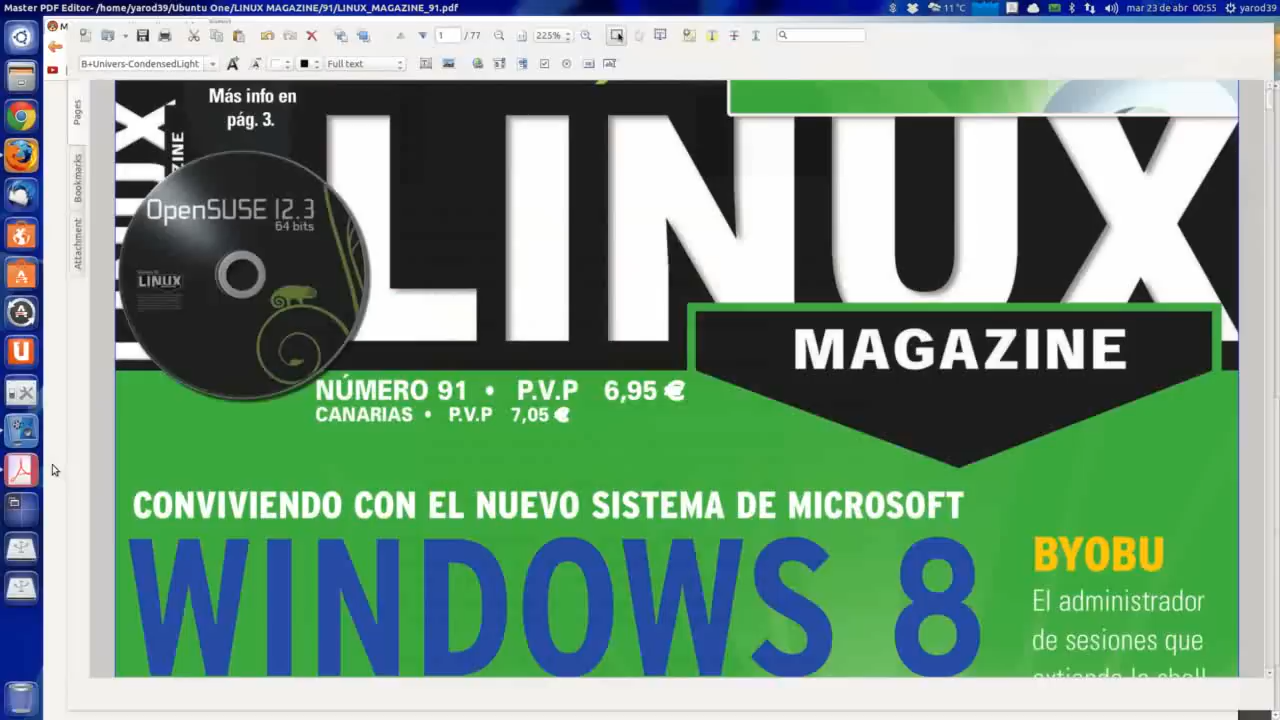 Master PDF Editor- /home/yarod39/Ubuntu One/LINUX MAGAZINE/91/LINUX_MAGAZINE_91.pdf
11°C
mar 23 de abr
00:55
yarod39
1
/ 77
225%
B+Univers-CondensedLight
Full text
Pages
Bookmarks
Attachment
Más info en
pág. 3.
LINUX
MAGAZINE
OpenSUSE 12.3
64 bits
LINUX
NÚMERO 91 • P.V.P 6,95 €
CANARIAS • P.V.P 7,05 €
CONVIVIENDO CON EL NUEVO SISTEMA DE MICROSOFT
WINDOWS 8
BYOBU
El administrador
de sesiones que
extiende la shell